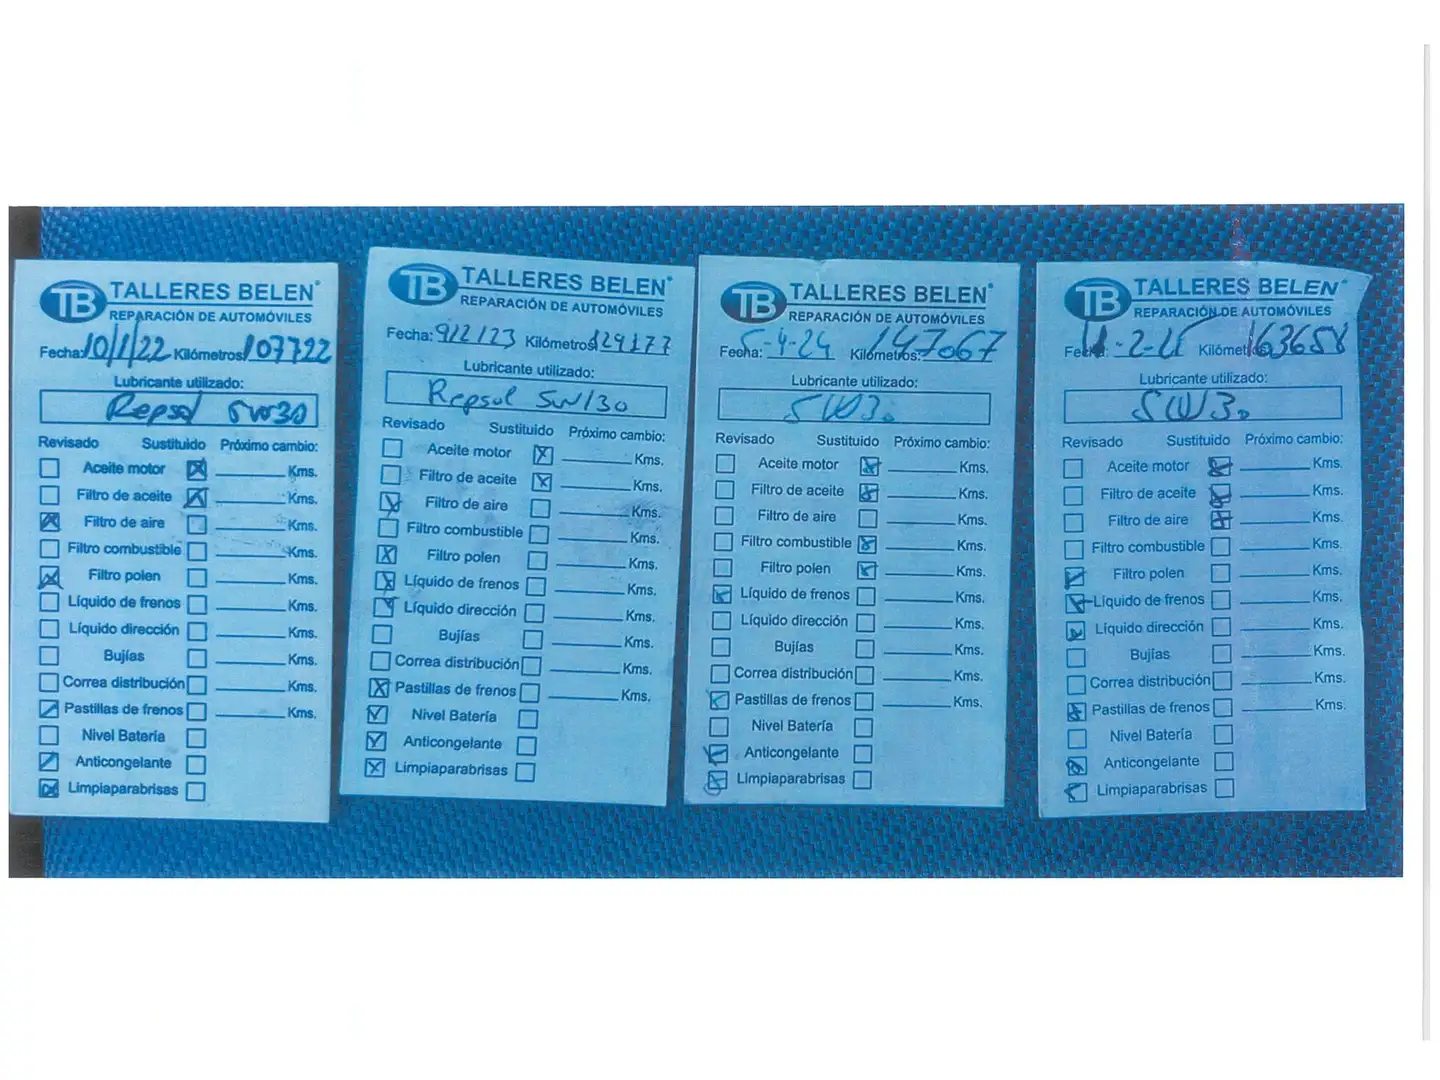 TB TALLERES BELEN®
REPARACIÓN DE AUTOMÓVILES
Fecha: 10/1/22 Kilómetros: 107722
Lubricante utilizado:
Repsol 5W30
Revisado Sustituido Próximo cambio:
Aceite motor Kms.
Filtro de aceite Kms.
Filtro de aire Kms.
Filtro combustible Kms.
Filtro polen Kms.
Líquido de frenos Kms.
Líquido dirección Kms.
Bujías Kms.
Correa distribución Kms.
Pastillas de frenos Kms.
Nivel Batería
Anticongelante
Limpiaparabrisas
TB TALLERES BELEN®
REPARACIÓN DE AUTOMÓVILES
Fecha: 9/2/23 Kilómetros: 129177
Lubricante utilizado:
Repsol 5W/30
Revisado Sustituido Próximo cambio:
Aceite motor Kms.
Filtro de aceite Kms.
Filtro de aire Kms.
Filtro combustible Kms.
Filtro polen Kms.
Líquido de frenos Kms.
Líquido dirección Kms.
Bujías Kms.
Correa distribución Kms.
Pastillas de frenos Kms.
Nivel Batería
Anticongelante
Limpiaparabrisas
TB TALLERES BELEN®
REPARACIÓN DE AUTOMÓVILES
Fecha: 5-4-24 Kilómetros: 147067
Lubricante utilizado:
5W30
Revisado Sustituido Próximo cambio:
Aceite motor Kms.
Filtro de aceite Kms.
Filtro de aire Kms.
Filtro combustible Kms.
Filtro polen Kms.
Líquido de frenos Kms.
Líquido dirección Kms.
Bujías Kms.
Correa distribución Kms.
Pastillas de frenos Kms.
Nivel Batería
Anticongelante
Limpiaparabrisas
TB TALLERES BELEN®
REPARACIÓN DE AUTOMÓVILES
Fecha: Kilómetros: 163658
Lubricante utilizado:
5W30
Revisado Sustituido Próximo cambio:
Aceite motor Kms.
Filtro de aceite Kms.
Filtro de aire Kms.
Filtro combustible Kms.
Filtro polen Kms.
Líquido de frenos Kms.
Líquido dirección Kms.
Bujías Kms.
Correa distribución Kms.
Pastillas de frenos Kms.
Nivel Batería
Anticongelante
Limpiaparabrisas